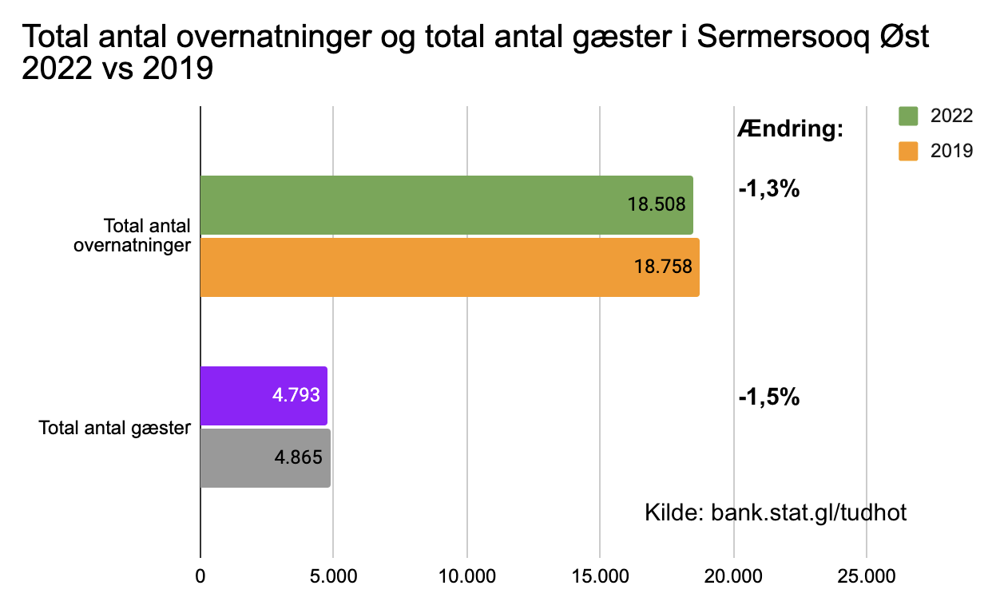 Total antal overnatninger og total antal gæster i Sermersooq Øst
2022 vs 2019
2022
2019
Ændring:
Total antal
overnatninger
18.508
18.758
-1,3%
Total antal gæster
4.793
4.865
-1,5%
Kilde: bank.stat.gl/tudhot
0 5.000 10.000 15.000 20.000 25.000